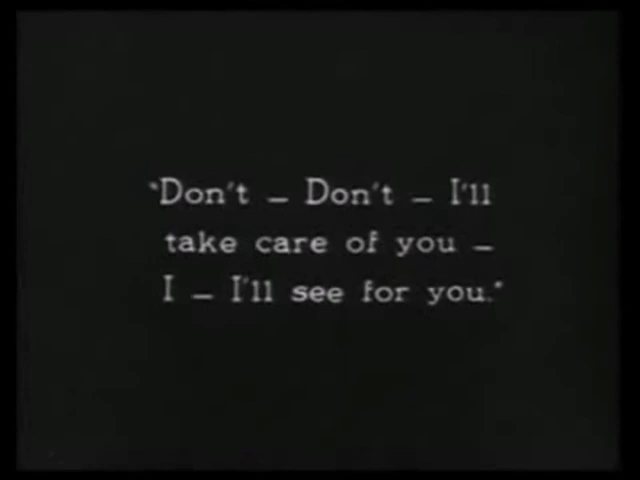 "Don't – Don't – I'll
take care of you –
I – I'll see for you."